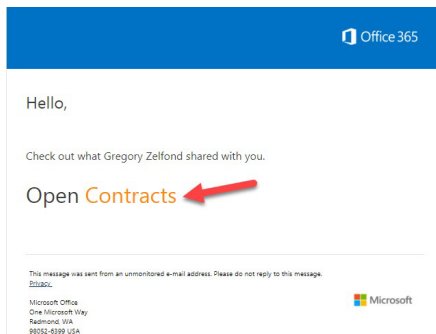 Office 365
Hello,
Check out what Gregory Zelfond shared with you.
Open Contracts
This message was sent from an unmonitored e-mail address. Please do not reply to this message.
Privacy
Microsoft Office
Microsoft
One Microsoft Way
Redmond, WA
98052-6399 USA